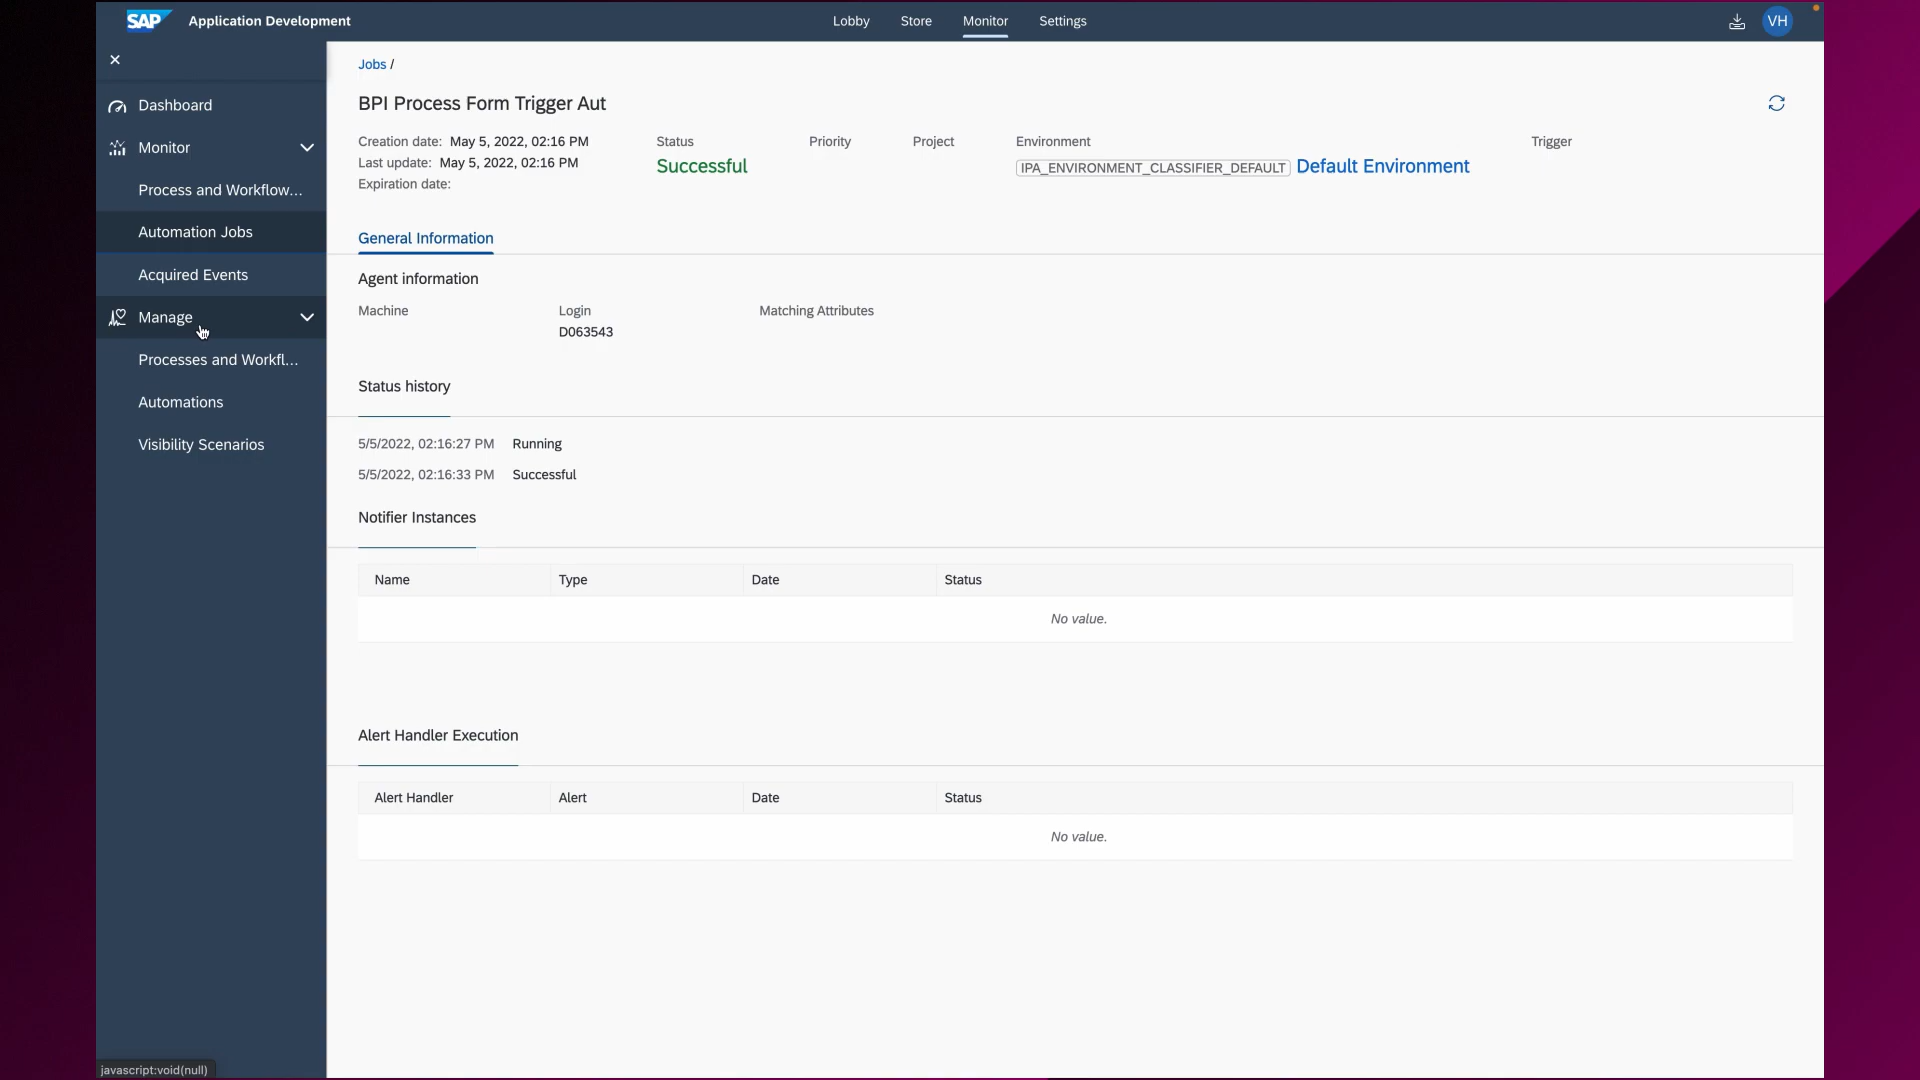 SAP Application Development Lobby Store Monitor Settings VH
Dashboard
Monitor
Process and Workflow...
Automation Jobs
Acquired Events
Manage
Processes and Workfl...
Automations
Visibility Scenarios
Jobs /
BPI Process Form Trigger Aut
Creation date: May 5, 2022, 02:16 PM
Last update: May 5, 2022, 02:16 PM
Expiration date:
Status
Successful
Priority
Project
Environment
IPA_ENVIRONMENT_CLASSIFIER_DEFAULT Default Environment
Trigger
General Information
Agent information
Machine Login Matching Attributes
D063543
Status history
5/5/2022, 02:16:27 PM Running
5/5/2022, 02:16:33 PM Successful
Notifier Instances
Name Type Date Status
No value.
Alert Handler Execution
Alert Handler Alert Date Status
No value.
javascript:void(null)